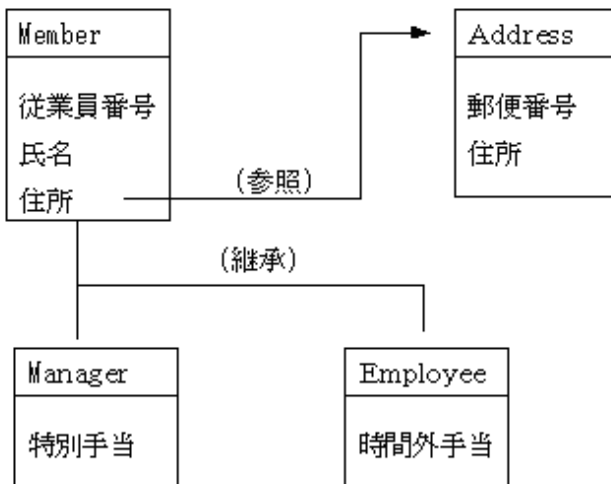 Member
従業員番号
氏名
住所
Address
郵便番号
住所
(参照)
(継承)
Manager
特別手当
Employee
時間外手当